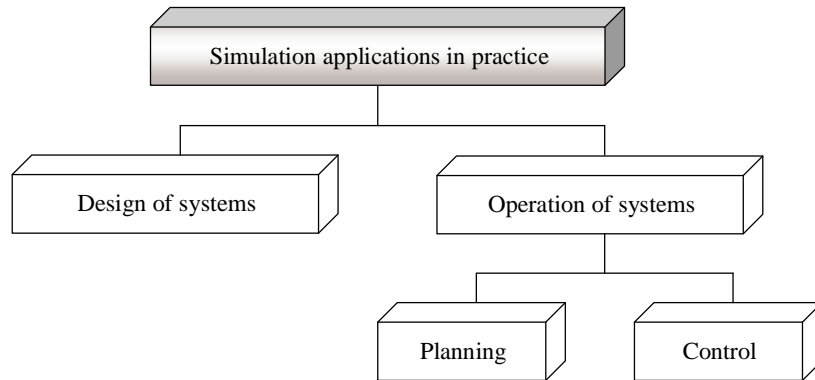 Simulation applications in practice
Design of systems
Operation of systems
Planning
Control